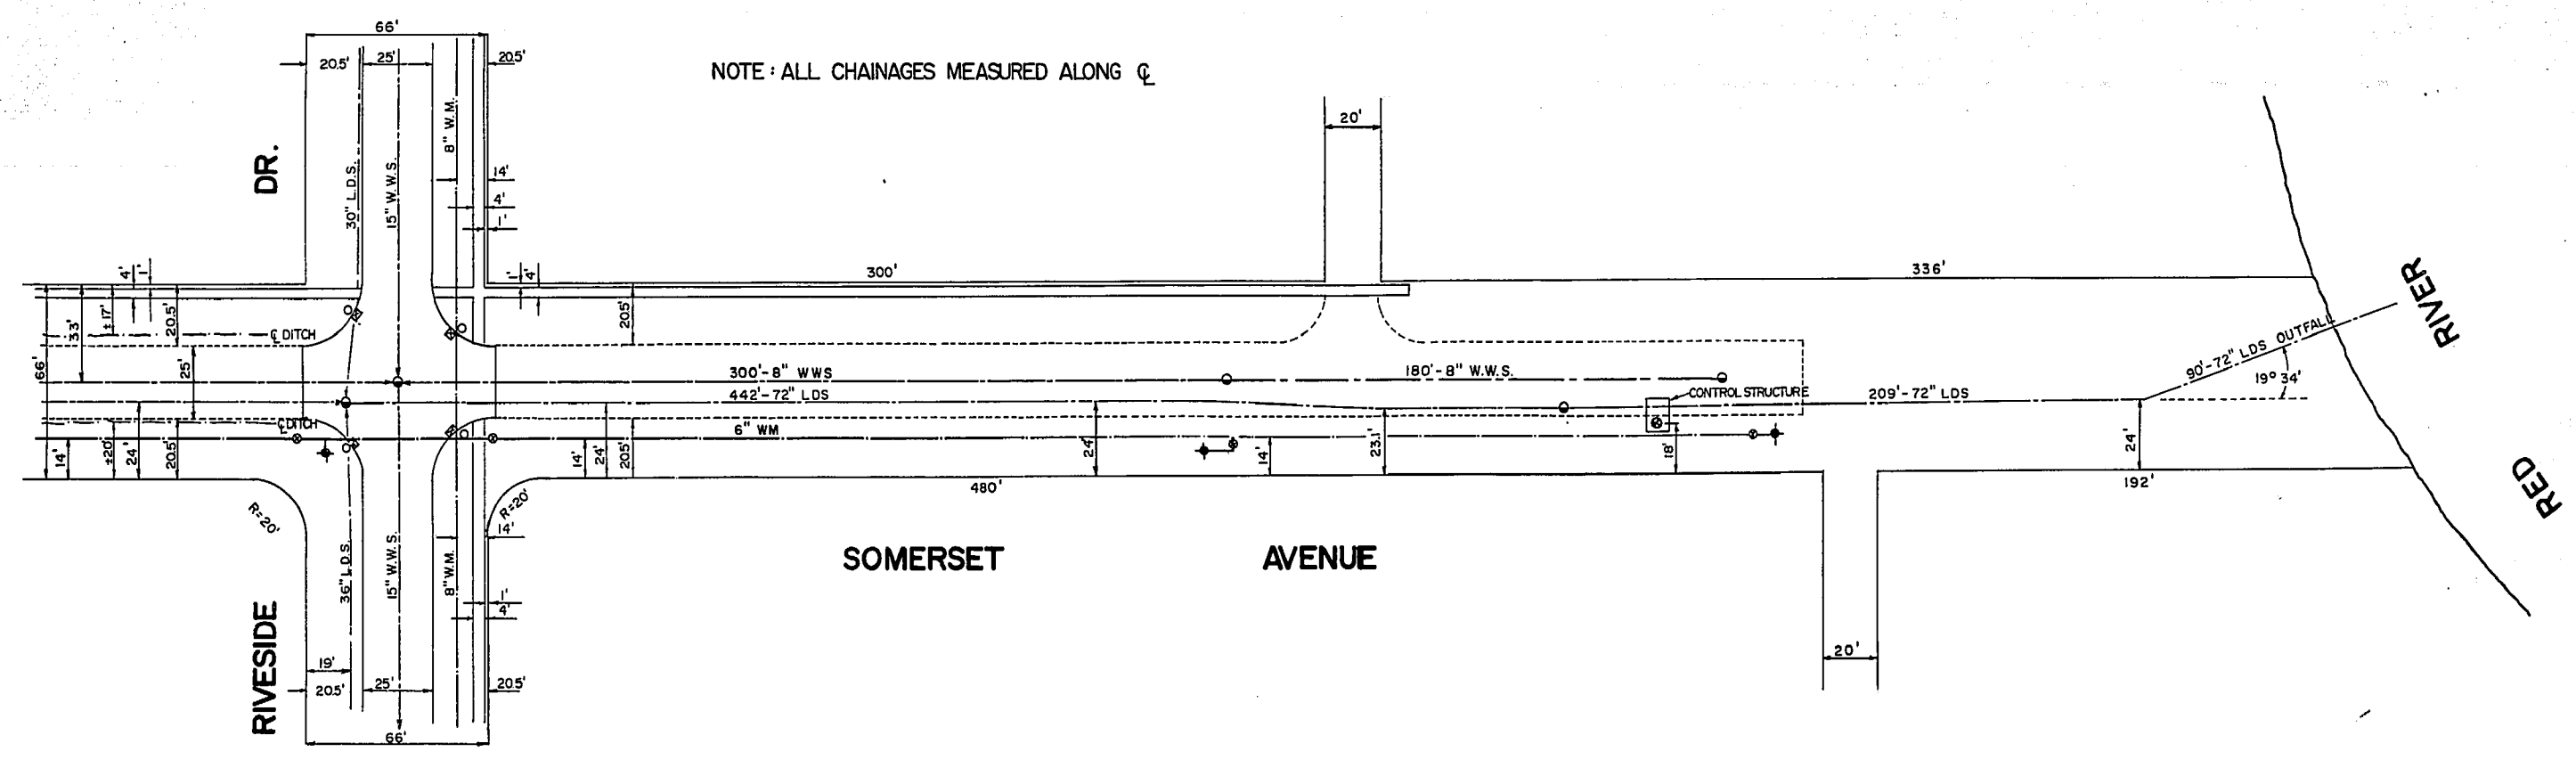 66'
20.5'
25'
20.5'
NOTE: ALL CHAINAGES MEASURED ALONG ℄
DR.
30" L.D.S.
15" W.W.S.
8" W.M.
14'
4'
1'
20'
4'
1'
300'
1'
4'
336'
66'
33'
±17'
20.5'
℄ DITCH
25'
20.5'
300'-8" WWS
180'-8" W.W.S.
442'-72" LDS
CONTROL STRUCTURE
209'-72" LDS
90'-72" LDS OUTFALL
19° 34'
RIVER
RED
℄ DITCH
6" WM
14'
±20'
24'
20.5'
14'
24'
20.5'
24'
14'
23.1'
18'
24'
480'
192'
R=20'
R=20'
14'
SOMERSET AVENUE
36" L.D.S.
15" W.W.S.
8" W.M.
1'
4'
RIVESIDE
19'
20.5'
25'
20.5'
66'
20'